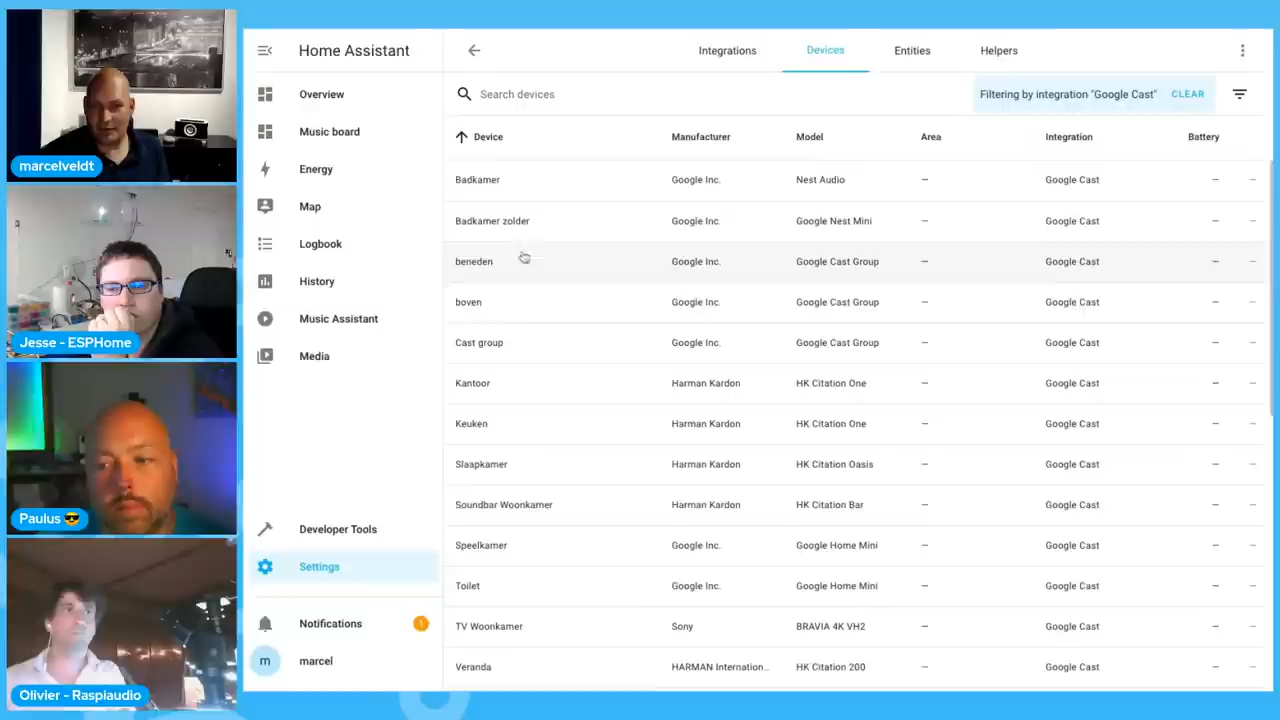 marcelveldt
Jesse - ESPHome
Paulus 😎
Olivier - Raspiaudio
Home Assistant
Overview
Music board
Energy
Map
Logbook
History
Music Assistant
Media
Developer Tools
Settings
Notifications
1
m marcel
Integrations Devices Entities Helpers
Search devices
Filtering by integration "Google Cast" CLEAR
Device Manufacturer Model Area Integration Battery
Badkamer Google Inc. Nest Audio — Google Cast — —
Badkamer zolder Google Inc. Google Nest Mini — Google Cast — —
beneden Google Inc. Google Cast Group — Google Cast — —
boven Google Inc. Google Cast Group — Google Cast — —
Cast group Google Inc. Google Cast Group — Google Cast — —
Kantoor Harman Kardon HK Citation One — Google Cast — —
Keuken Harman Kardon HK Citation One — Google Cast — —
Slaapkamer Harman Kardon HK Citation Oasis — Google Cast — —
Soundbar Woonkamer Harman Kardon HK Citation Bar — Google Cast — —
Speelkamer Google Inc. Google Home Mini — Google Cast — —
Toilet Google Inc. Google Home Mini — Google Cast — —
TV Woonkamer Sony BRAVIA 4K VH2 — Google Cast — —
Veranda HARMAN Internation... HK Citation 200 — Google Cast — —